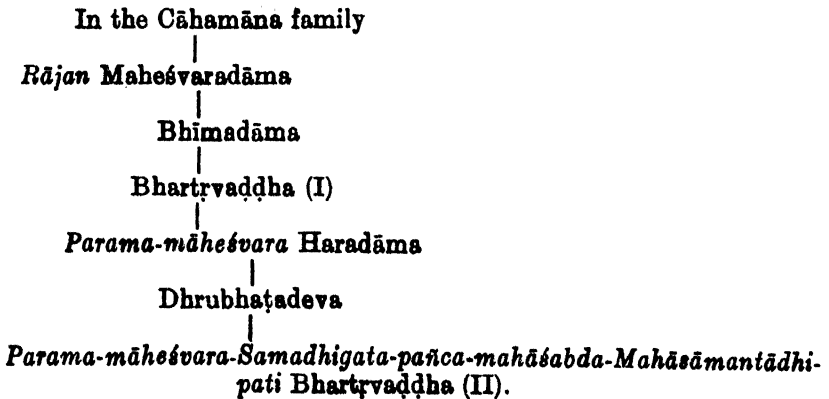 In the Cāhamāna family
Rājan Maheśvaradāma
Bhīmadāma
Bhartṛvaḍḍha (I)
Parama-māheśvara Haradāma
Dhrubhaṭadeva
Parama-māheśvara-Samadhigata-pañca-mahāśabda-Mahāsāmantādhi-
pati Bhartṛvaḍḍha (II).